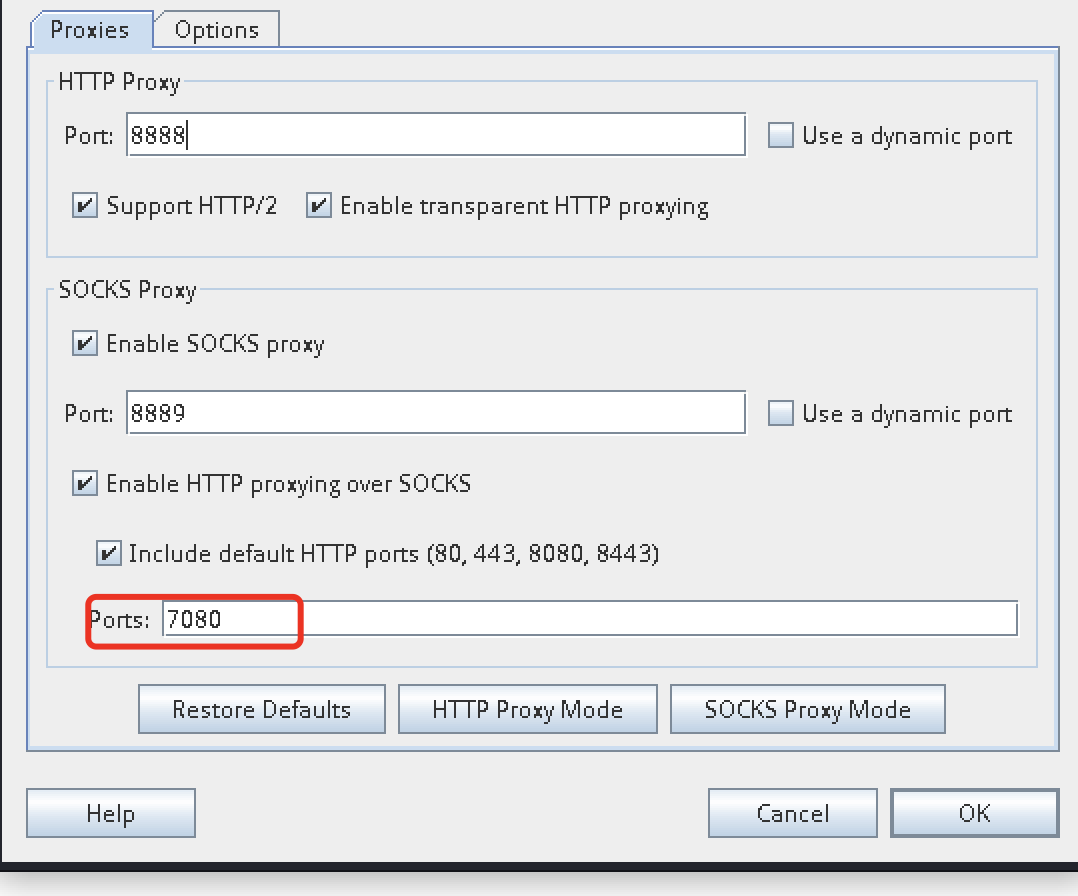 Proxies Options
HTTP Proxy
Port: 8888 Use a dynamic port
Support HTTP/2 Enable transparent HTTP proxying
SOCKS Proxy
Enable SOCKS proxy
Port: 8889 Use a dynamic port
Enable HTTP proxying over SOCKS
Include default HTTP ports (80, 443, 8080, 8443)
Ports: 7080
Restore Defaults HTTP Proxy Mode SOCKS Proxy Mode
Help Cancel OK